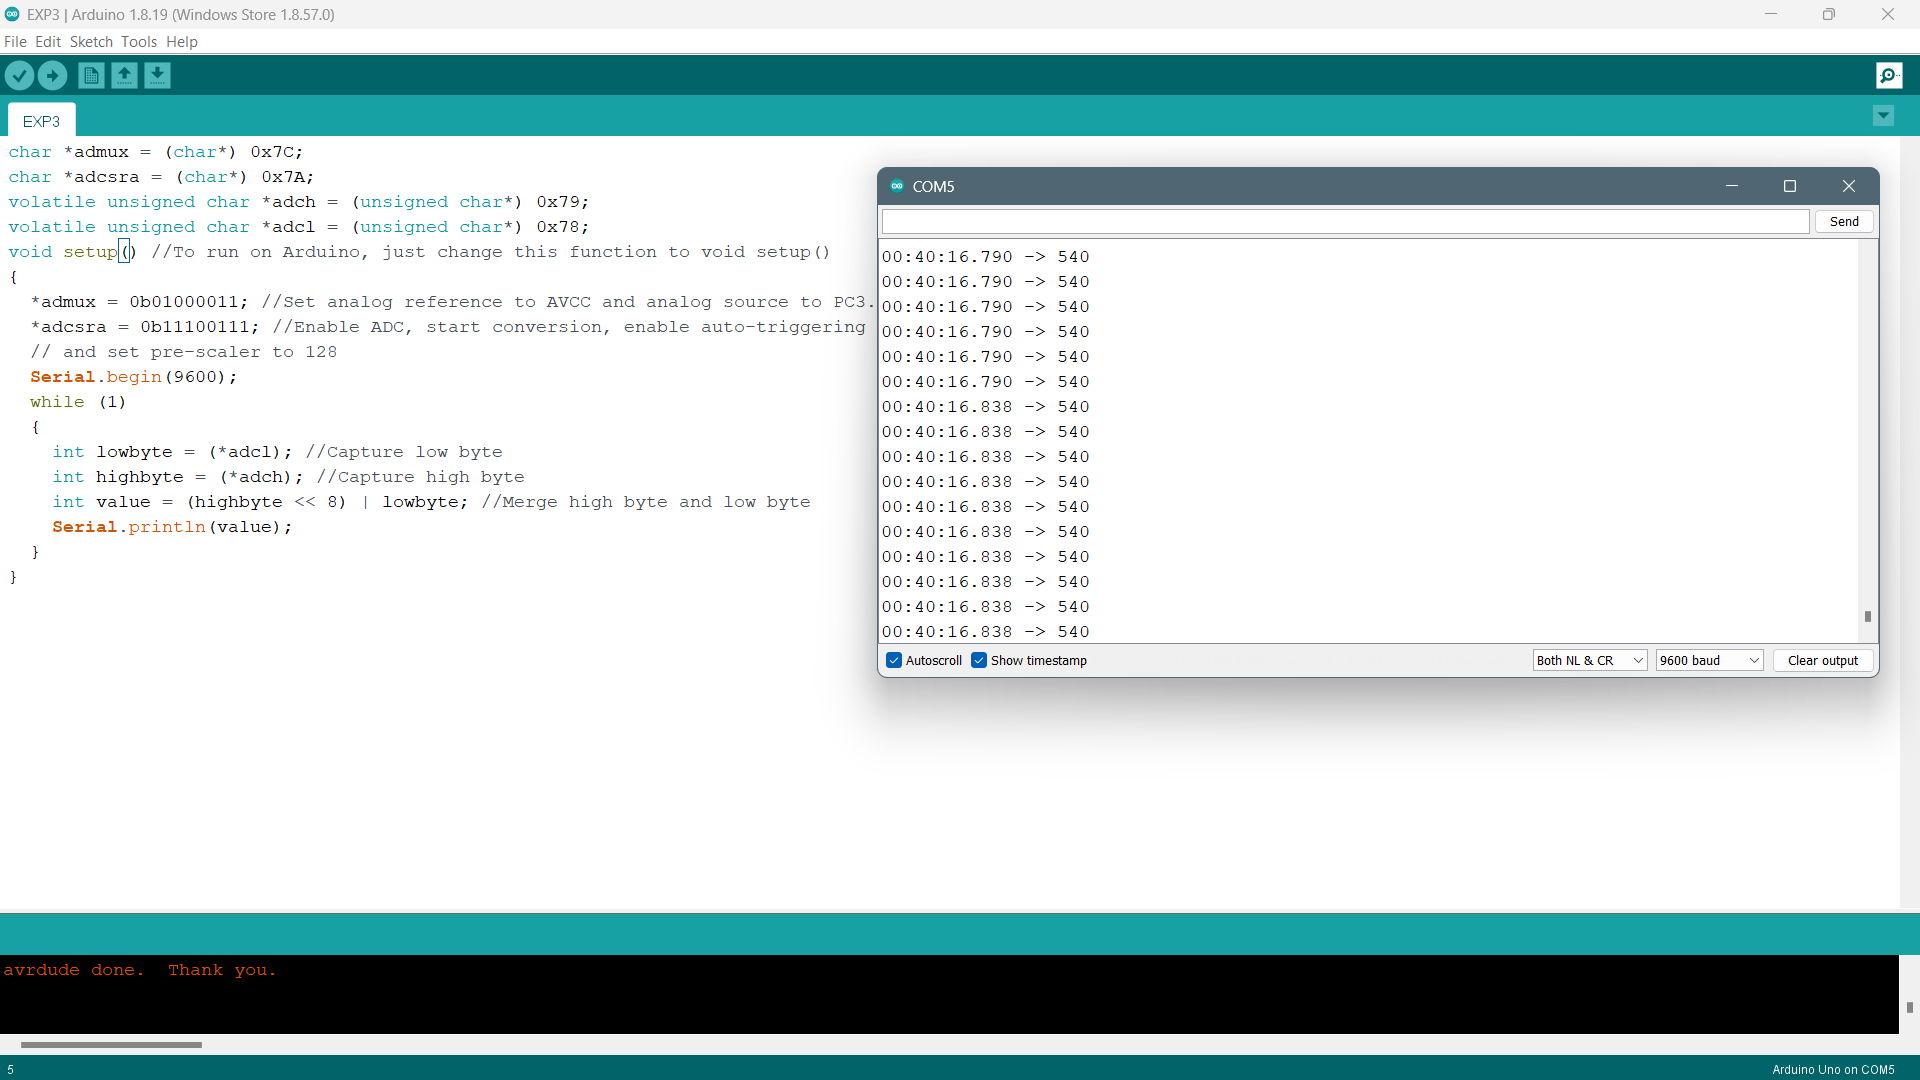 EXP3 | Arduino 1.8.19 (Windows Store 1.8.57.0)
File Edit Sketch Tools Help
EXP3
char *admux = (char*) 0x7C;
char *adcsra = (char*) 0x7A;
volatile unsigned char *adch = (unsigned char*) 0x79;
volatile unsigned char *adcl = (unsigned char*) 0x78;
void setup() //To run on Arduino, just change this function to void setup()
{
*admux = 0b01000011; //Set analog reference to AVCC and analog source to PC3.
*adcsra = 0b11100111; //Enable ADC, start conversion, enable auto-triggering
// and set pre-scaler to 128
Serial.begin(9600);
while (1)
{
int lowbyte = (*adcl); //Capture low byte
int highbyte = (*adch); //Capture high byte
int value = (highbyte << 8) | lowbyte; //Merge high byte and low byte
Serial.println(value);
}
}
COM5
Send
00:40:16.790 -> 540
00:40:16.790 -> 540
00:40:16.790 -> 540
00:40:16.790 -> 540
00:40:16.790 -> 540
00:40:16.790 -> 540
00:40:16.838 -> 540
00:40:16.838 -> 540
00:40:16.838 -> 540
00:40:16.838 -> 540
00:40:16.838 -> 540
00:40:16.838 -> 540
00:40:16.838 -> 540
00:40:16.838 -> 540
00:40:16.838 -> 540
00:40:16.838 -> 540
Autoscroll Show timestamp Both NL & CR 9600 baud Clear output
avrdude done.  Thank you.
5 Arduino Uno on COM5